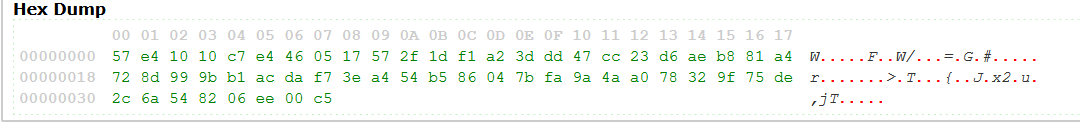 Hex Dump
00 01 02 03 04 05 06 07 08 09 0A 0B 0C 0D 0E 0F 10 11 12 13 14 15 16 17
00000000 57 e4 10 10 c7 e4 46 05 17 57 2f 1d f1 a2 3d dd 47 cc 23 d6 ae b8 81 a4 W.....F..W/...=.G.#.....
00000018 72 8d 99 9b b1 ac da f7 3e a4 54 b5 86 04 7b fa 9a 4a a0 78 32 9f 75 de r.......>.T...{..J.x2.u.
00000030 2c 6a 54 82 06 ee 00 c5 ,jT.....